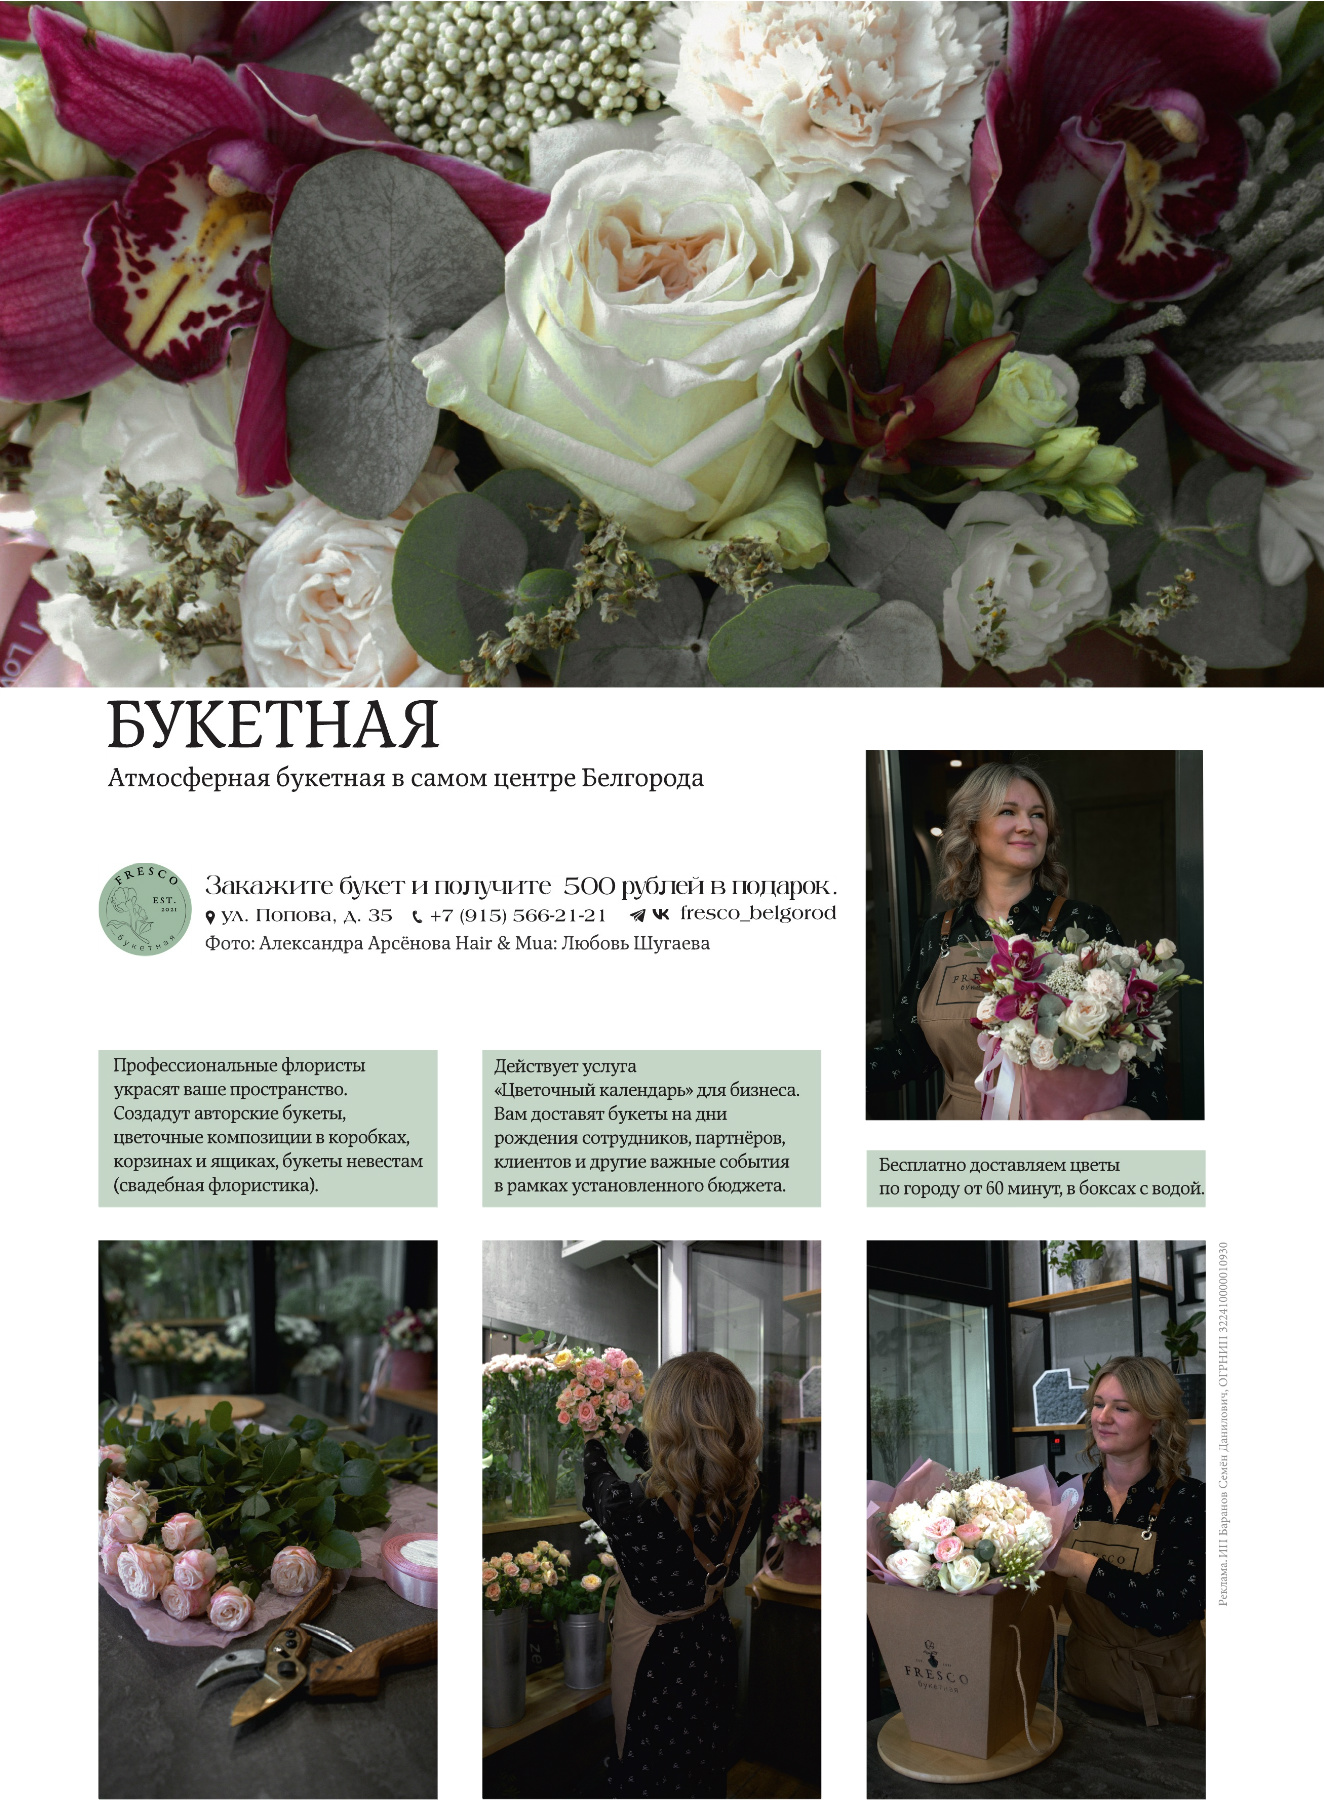 БУКЕТНАЯ
Атмосферная букетная в самом центре Белгорода
FRESCO
EST.
2021
букетная
Закажите букет и получите 500 рублей в подарок.
ул. Попова, д. 35 +7 (915) 566-21-21 fresco_belgorod
Фото: Александра Арсёнова Hair & Mua: Любовь Шугаева
Профессиональные флористы
украсят ваше пространство.
Создадут авторские букеты,
цветочные композиции в коробках,
корзинах и ящиках, букеты невестам
(свадебная флористика).
Действует услуга
«Цветочный календарь» для бизнеса.
Вам доставят букеты на дни
рождения сотрудников, партнёров,
клиентов и другие важные события
в рамках установленного бюджета.
Бесплатно доставляем цветы
по городу от 60 минут, в боксах с водой.
FRESCO
букетная
Реклама. ИП Баранов Семён Данилович, ОГРНИП 322410000010930